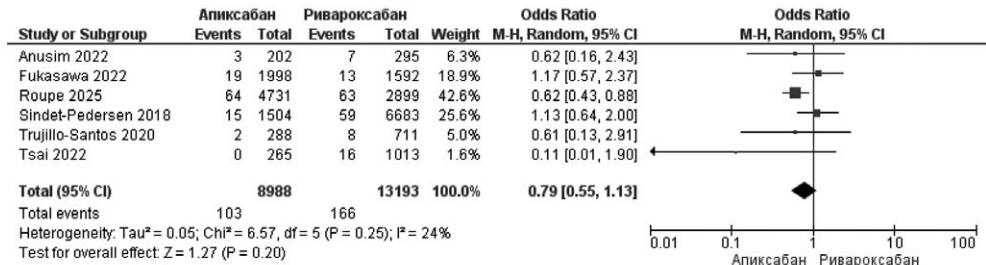 Апиксабан Ривароксабан Odds Ratio Odds Ratio
Study or Subgroup Events Total Events Total Weight M-H, Random, 95% CI M-H, Random, 95% CI
Anusim 2022 3 202 7 295 6.3% 0.62 [0.16, 2.43]
Fukasawa 2022 19 1998 13 1592 18.9% 1.17 [0.57, 2.37]
Roupe 2025 64 4731 63 2899 42.6% 0.62 [0.43, 0.88]
Sindet-Pedersen 2018 15 1504 59 6683 25.6% 1.13 [0.64, 2.00]
Trujillo-Santos 2020 2 288 8 711 5.0% 0.61 [0.13, 2.91]
Tsai 2022 0 265 16 1013 1.6% 0.11 [0.01, 1.90]
Total (95% CI) 8988 13193 100.0% 0.79 [0.55, 1.13]
Total events 103 166
Heterogeneity: Tau² = 0.05; Chi² = 6.57, df = 5 (P = 0.25); I² = 24%
Test for overall effect: Z = 1.27 (P = 0.20)
0.01 0.1 1 10 100
Апиксабан Ривароксабан